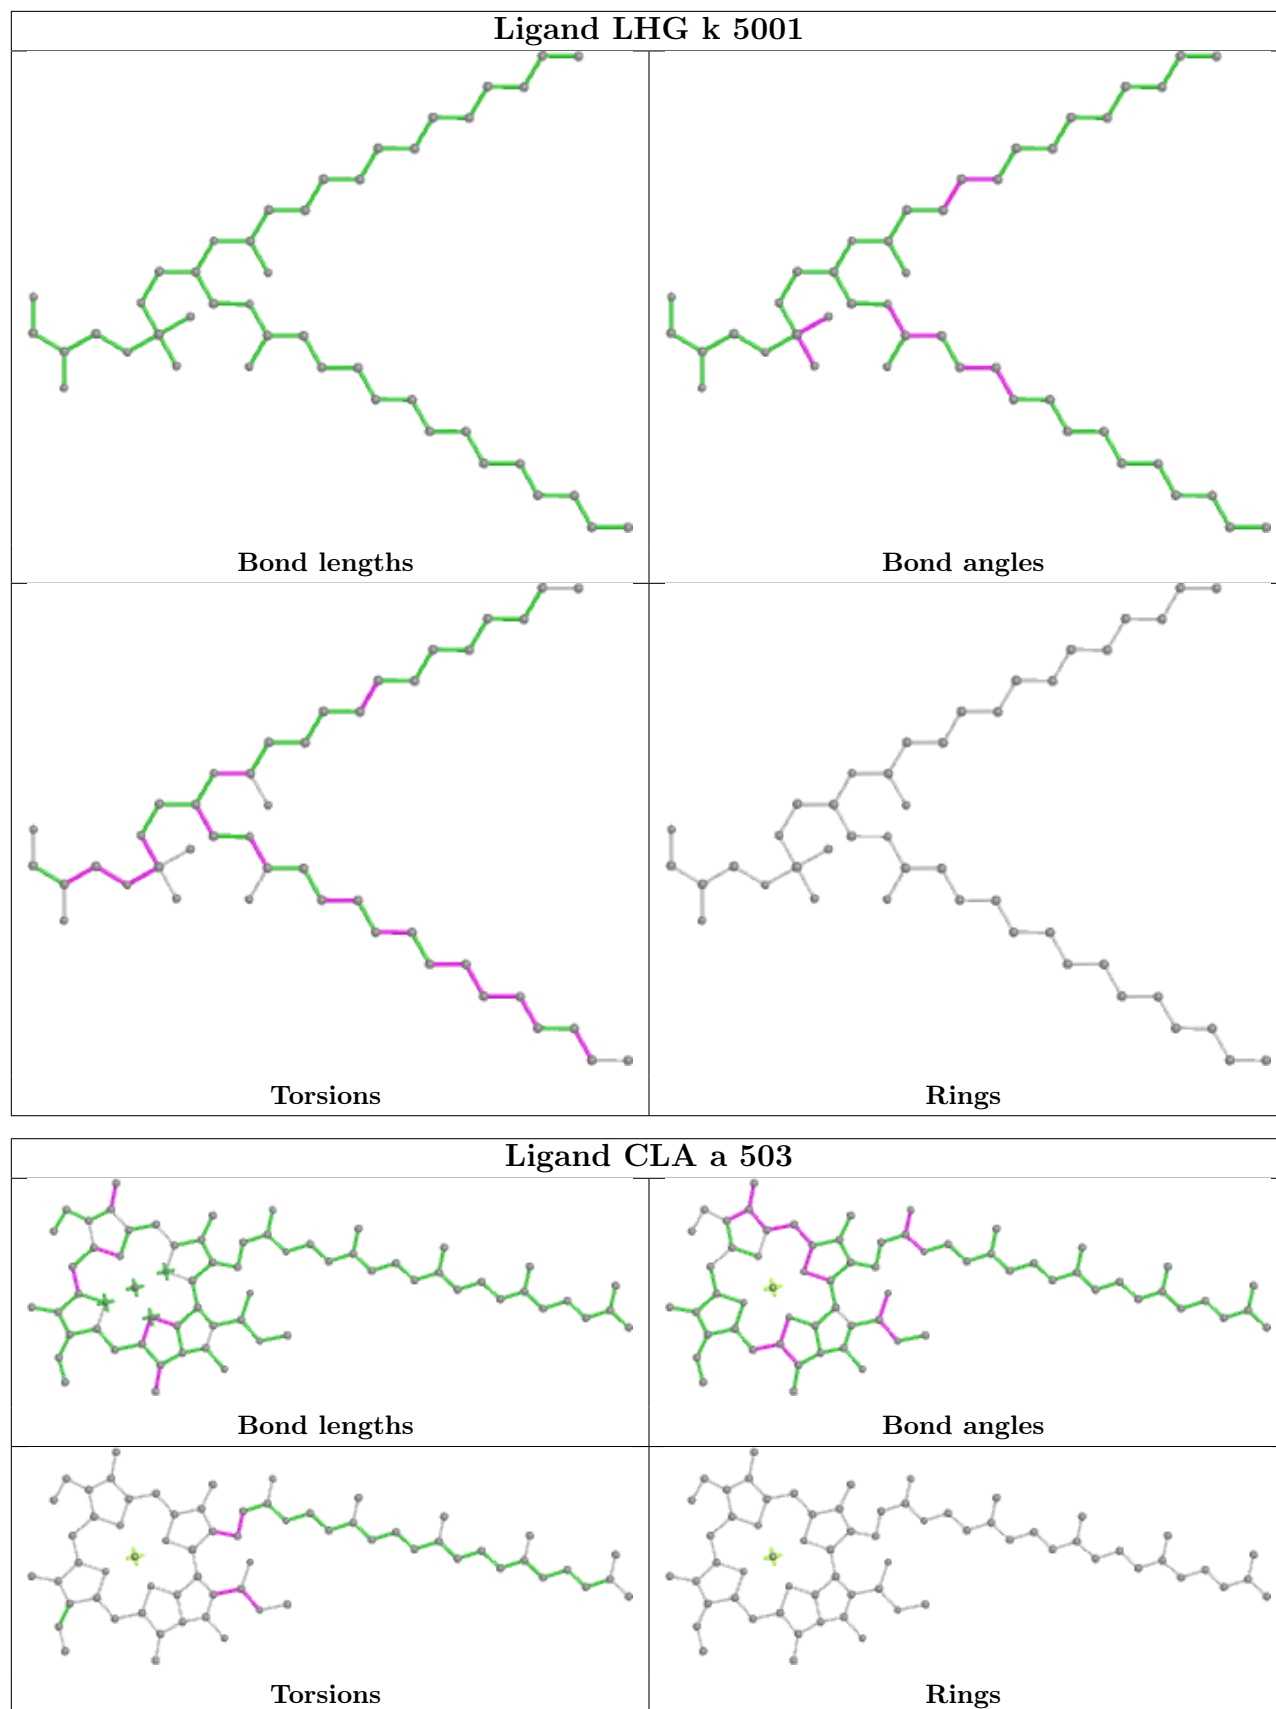 Ligand LHG k 5001
Bond lengths
Bond angles
Torsions
Rings
Ligand CLA a 503
Bond lengths
Bond angles
Torsions
Rings